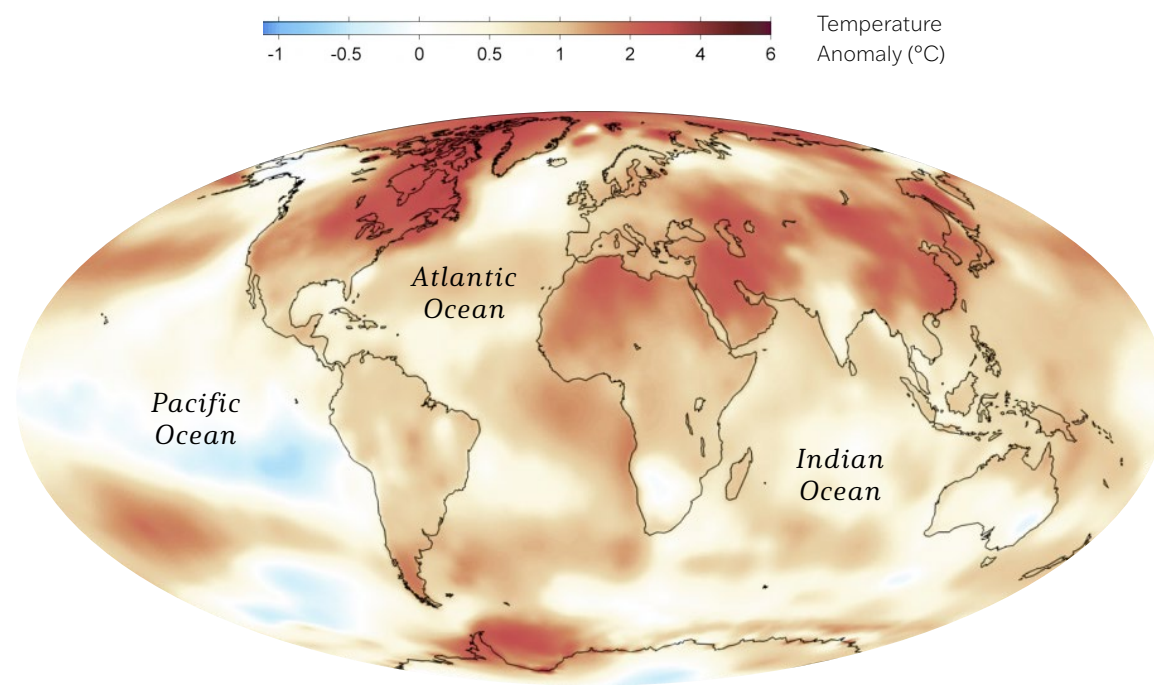 Temperature
Anomaly (°C)
-1 -0.5 0 0.5 1 2 4 6
Atlantic
Ocean
Pacific
Ocean
Indian
Ocean